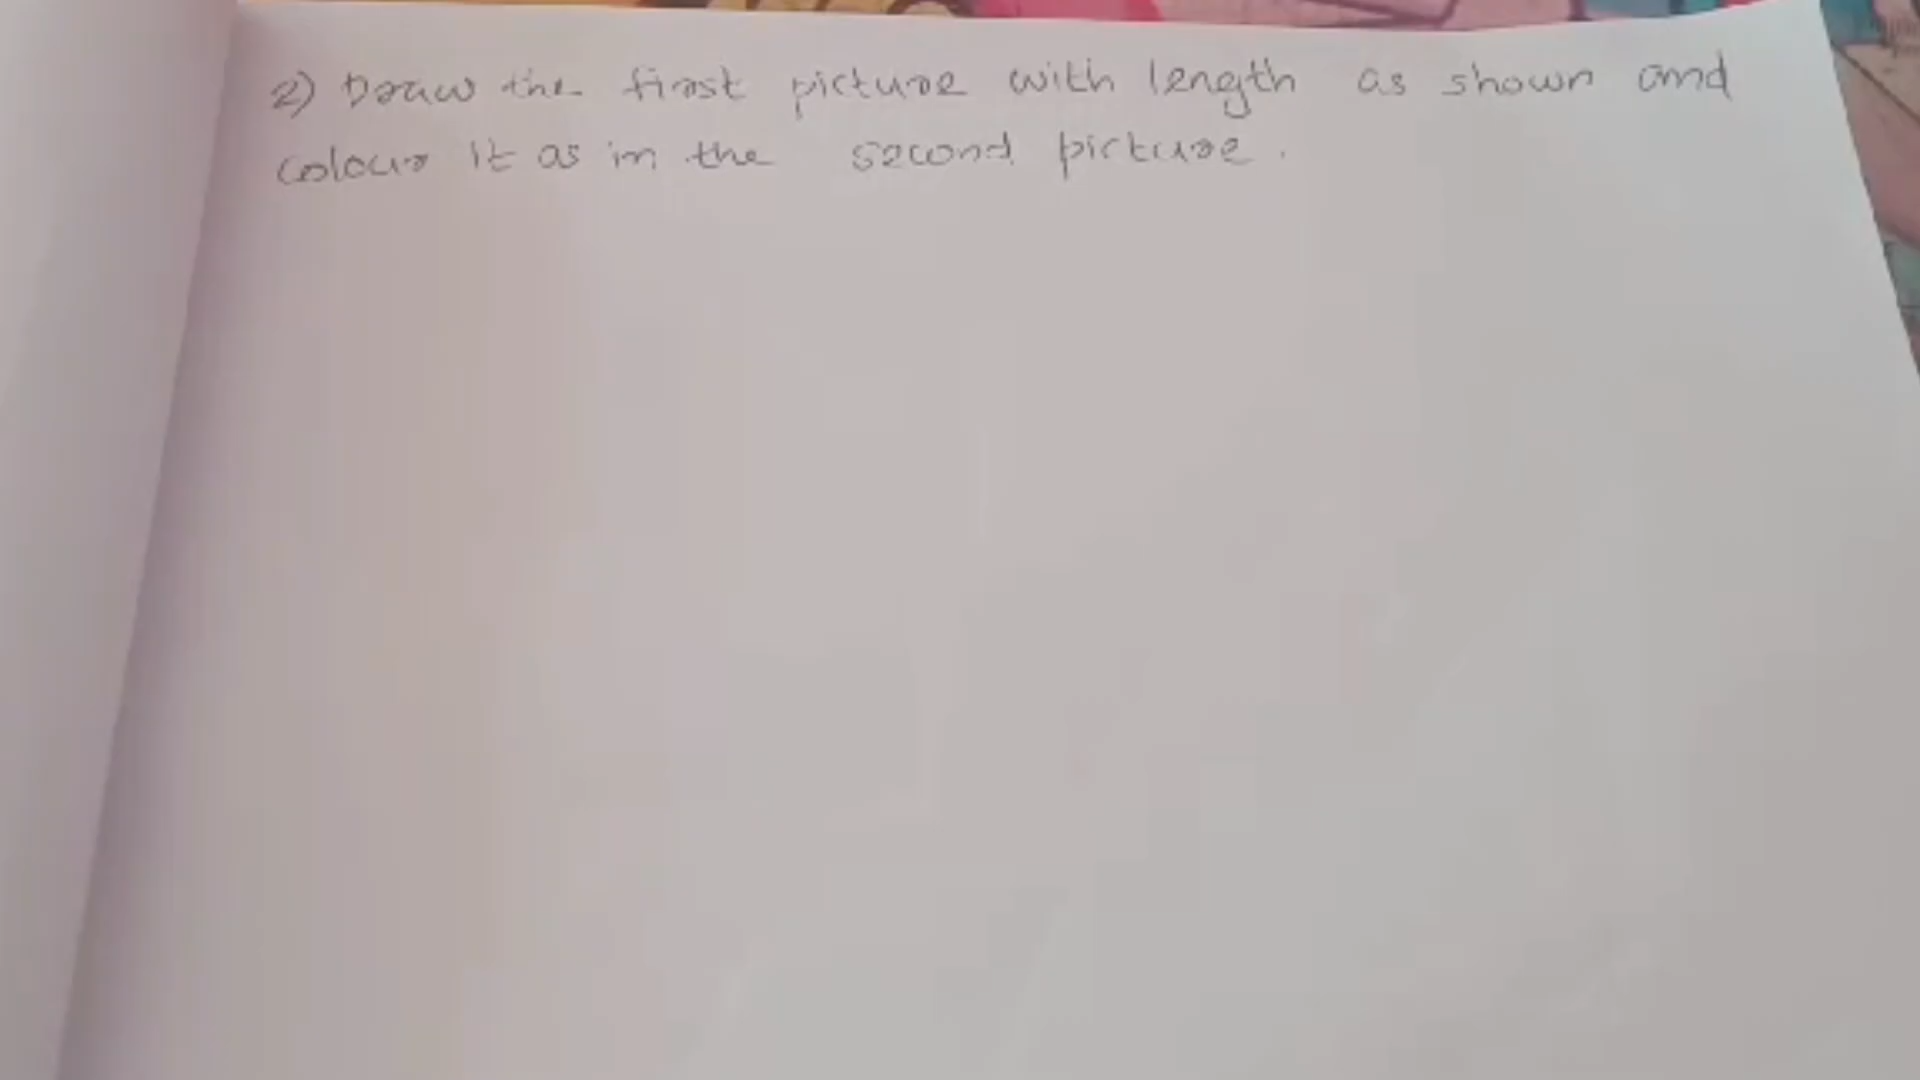 2) Draw the first picture with length as shown and
colour it as in the second picture.